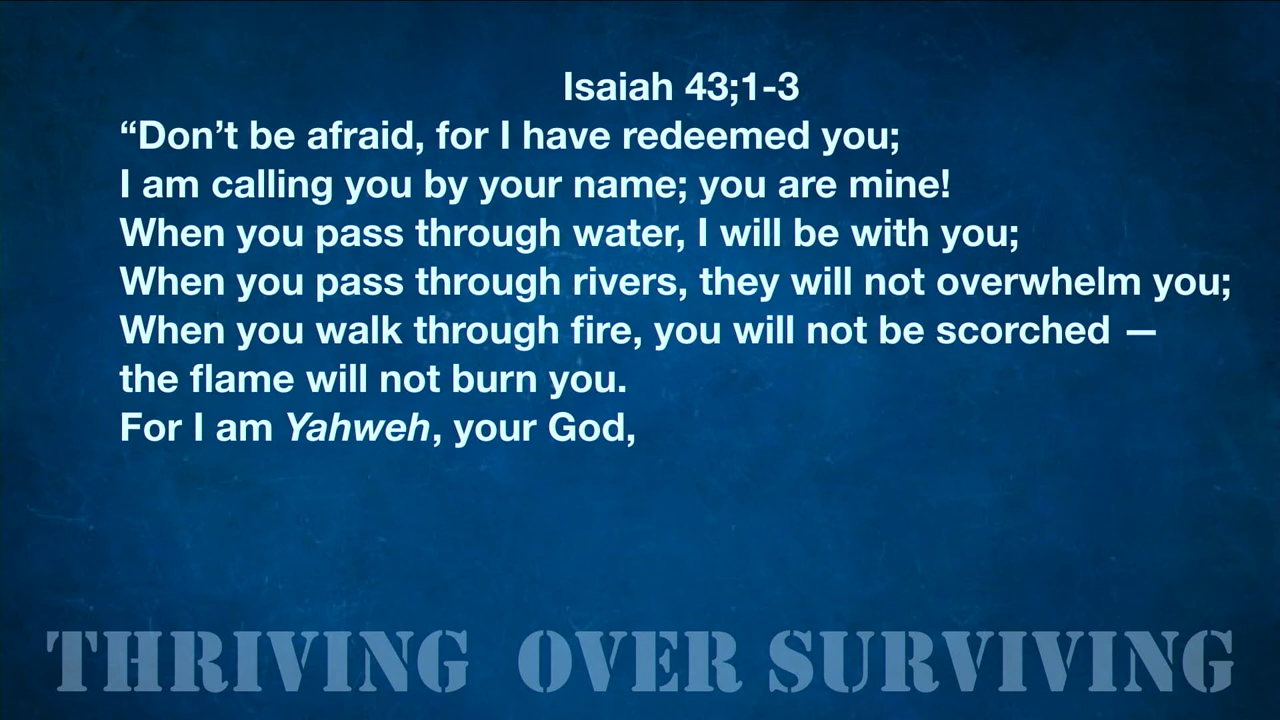 Isaiah 43;1-3
“Don’t be afraid, for I have redeemed you;
I am calling you by your name; you are mine!
When you pass through water, I will be with you;
When you pass through rivers, they will not overwhelm you;
When you walk through fire, you will not be scorched —
the flame will not burn you.
For I am Yahweh, your God,
THRIVING OVER SURVIVING